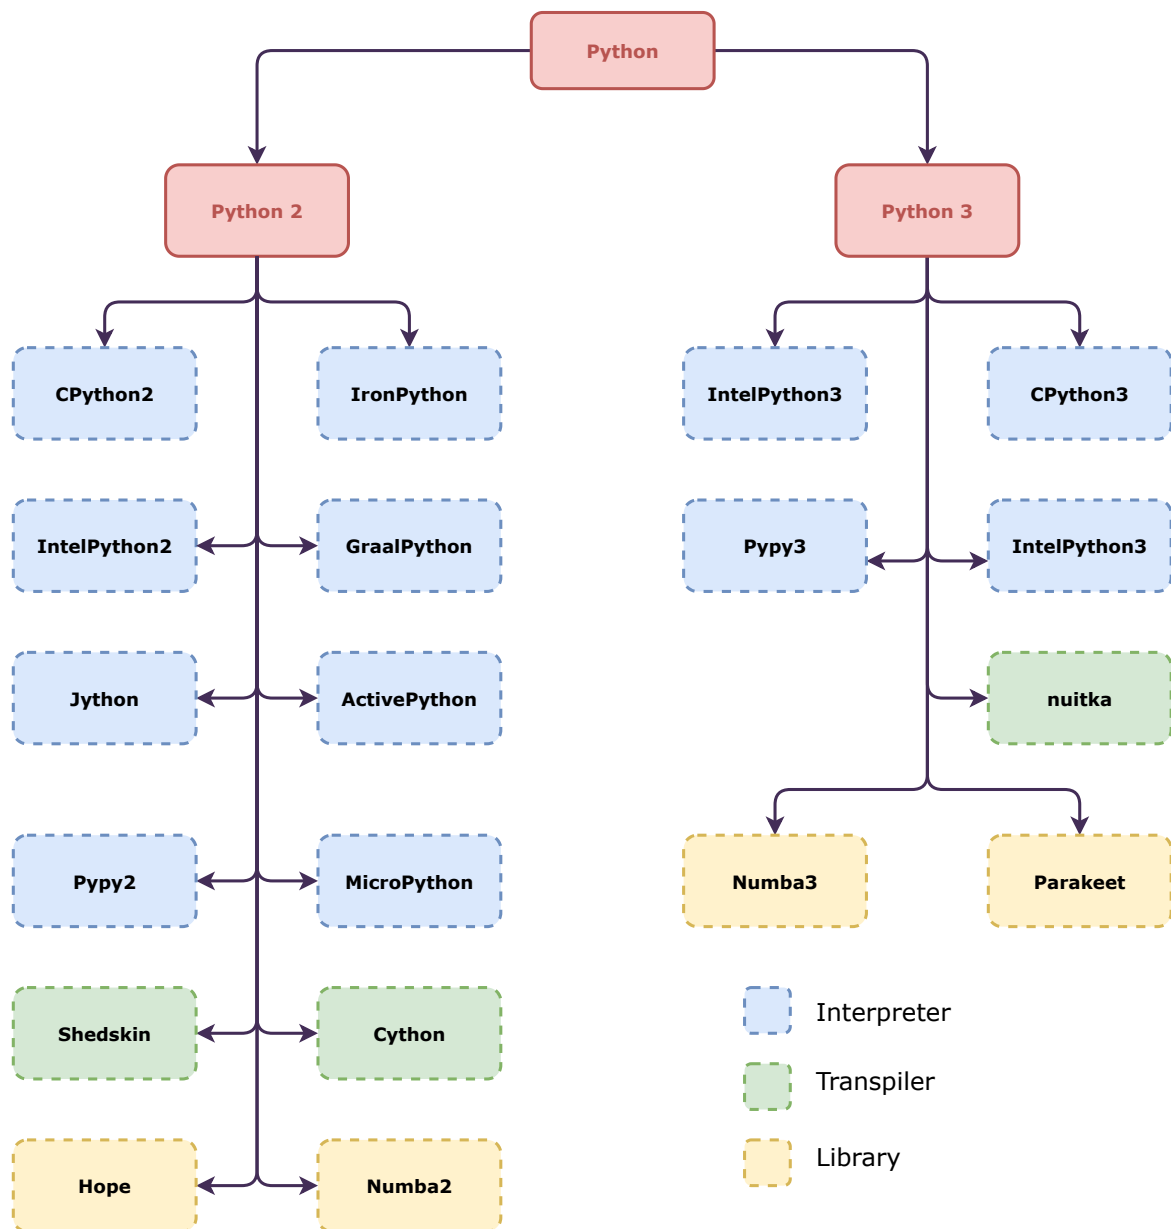 Python
Python 2
Python 3
CPython2
IronPython
IntelPython3
CPython3
IntelPython2
GraalPython
Pypy3
IntelPython3
Jython
ActivePython
nuitka
Pypy2
MicroPython
Numba3
Parakeet
Shedskin
Cython
Interpreter
Transpiler
Library
Hope
Numba2